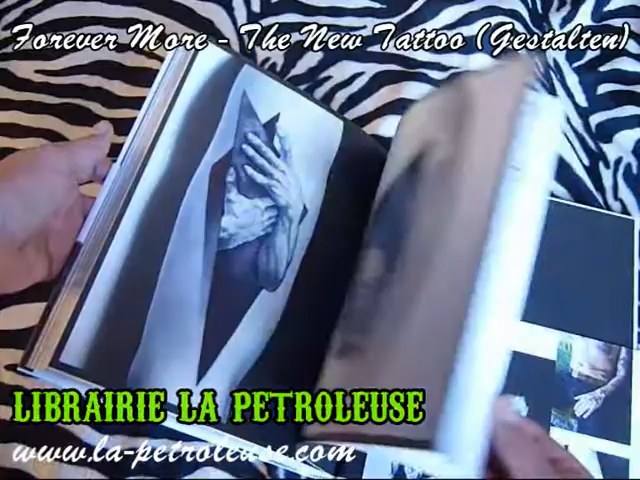 Forever More - The New Tattoo (Gestalten)
LIBRAIRIE LA PETROLEUSE
www.la-petroleuse.com